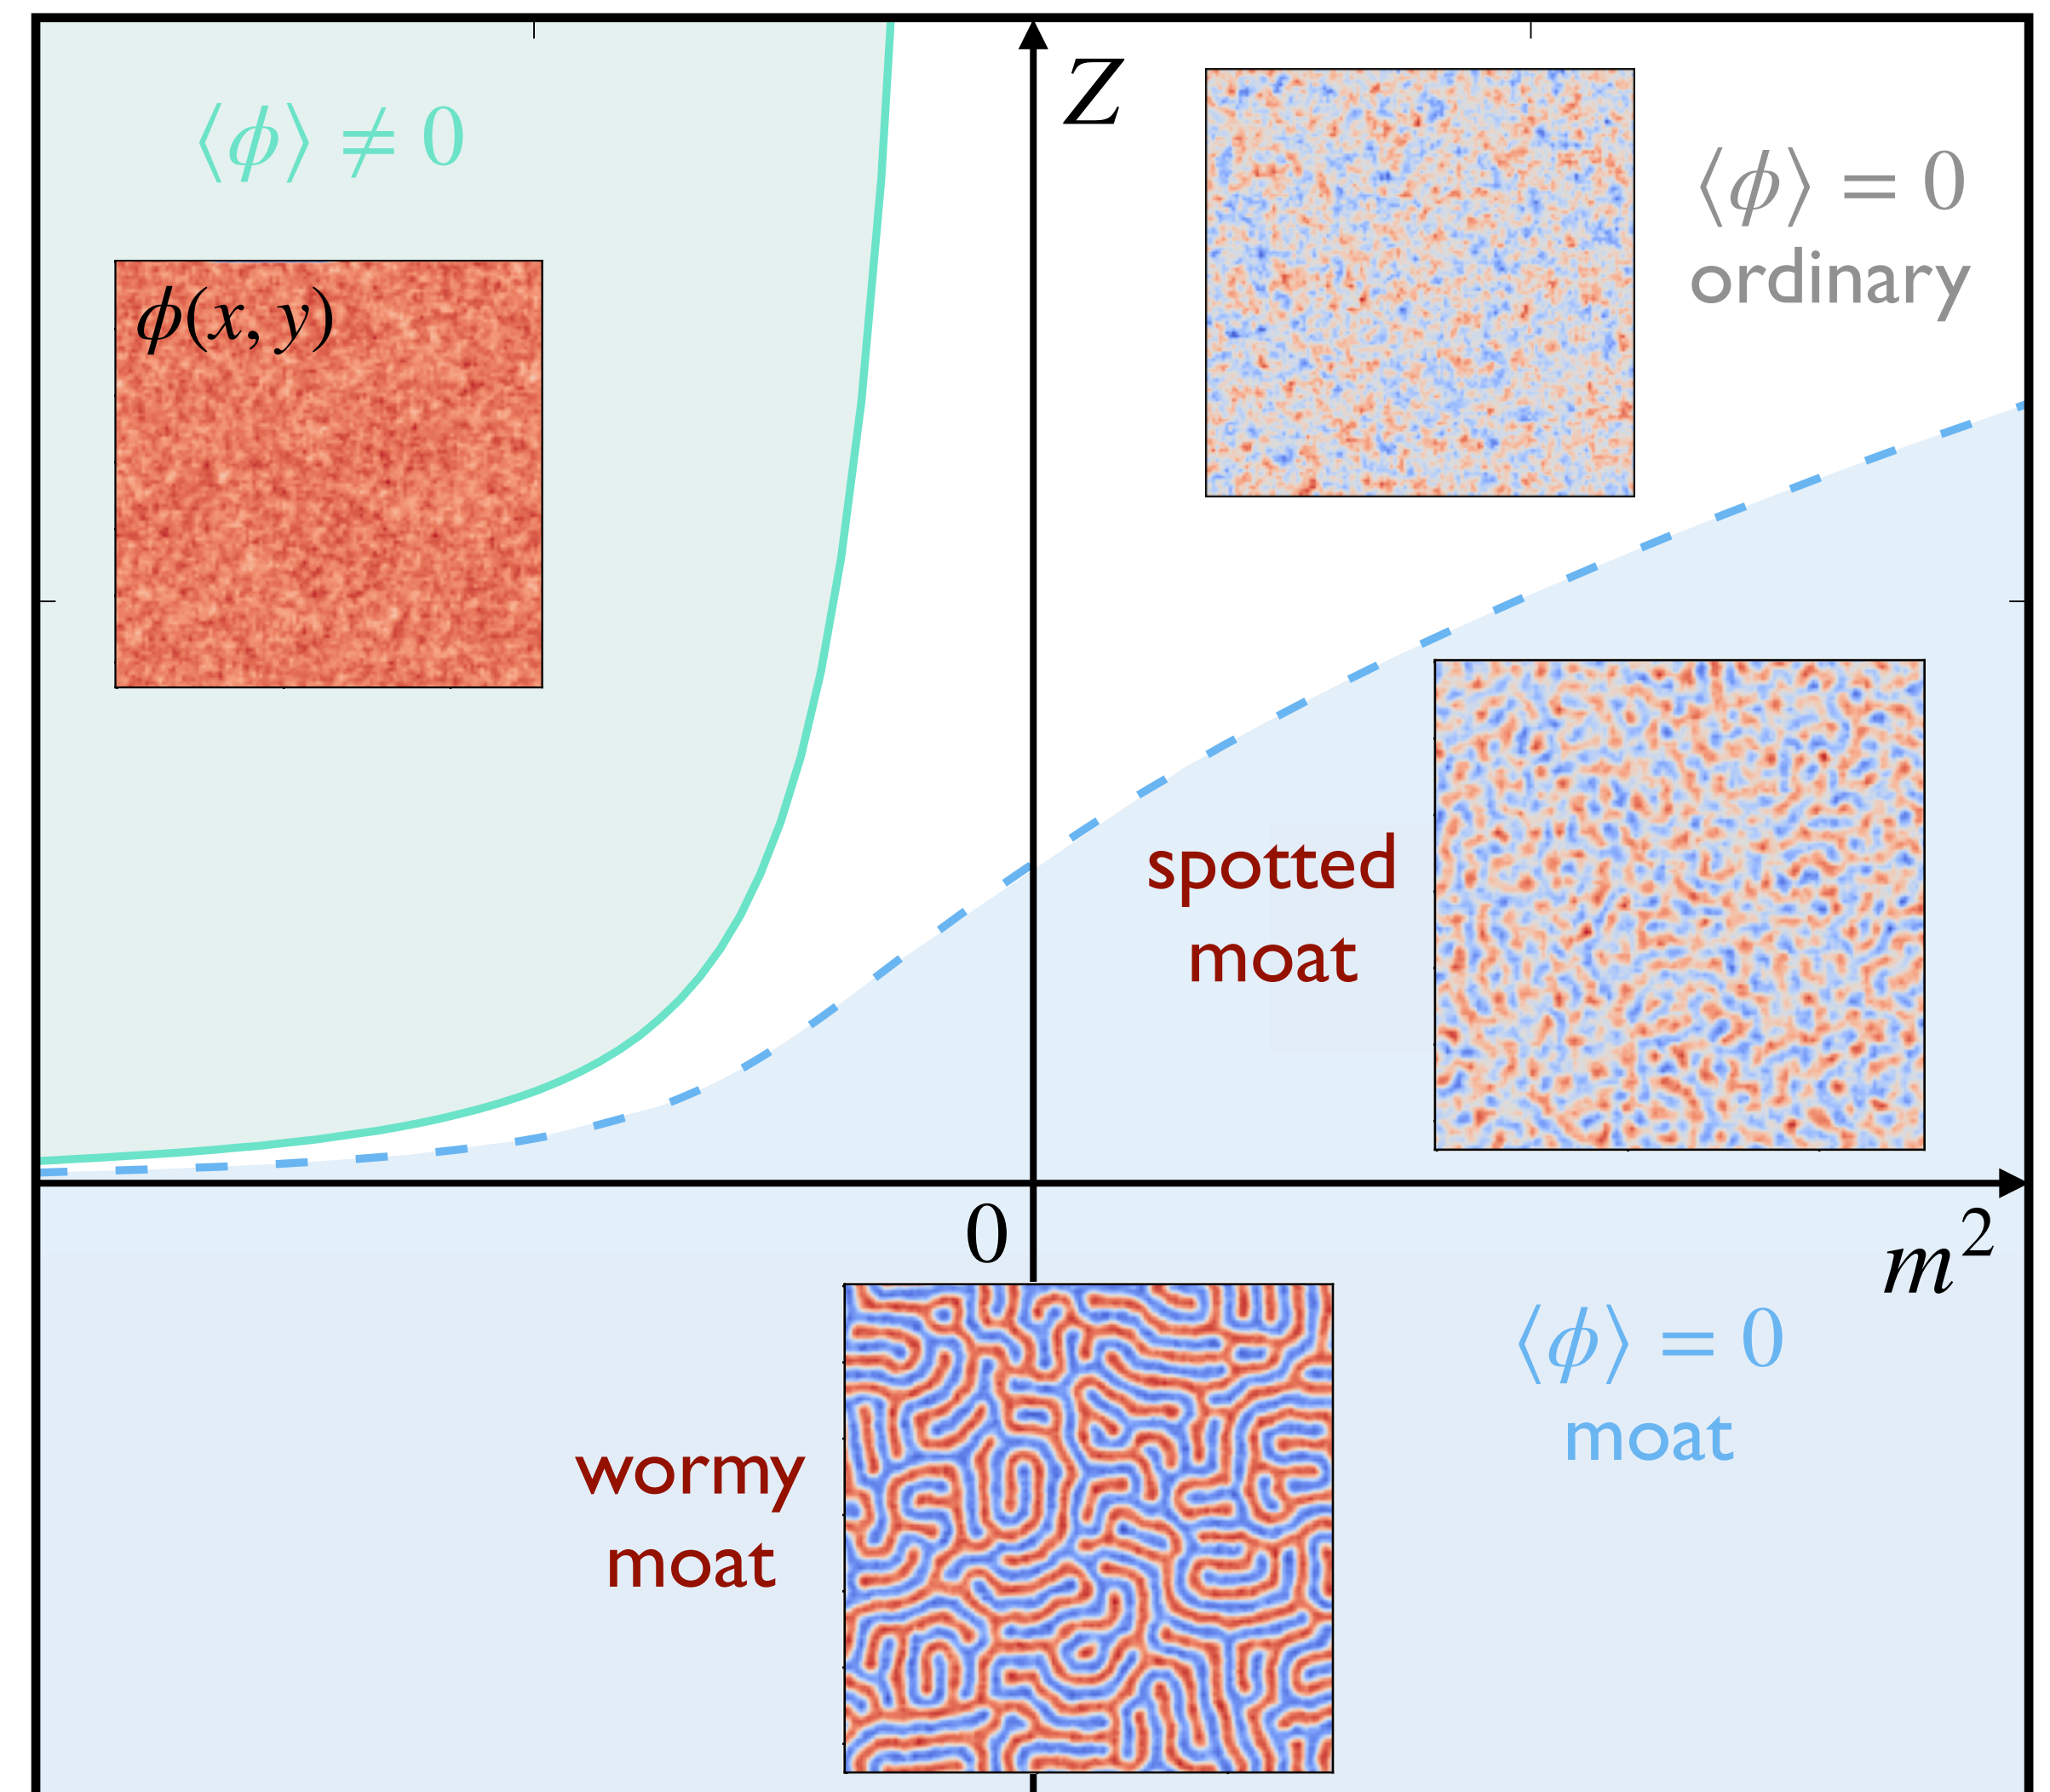 Z
⟨ϕ⟩ ≠ 0
⟨ϕ⟩ = 0
ordinary
ϕ(x, y)
spotted
moat
0
m²
⟨ϕ⟩ = 0
moat
wormy
moat